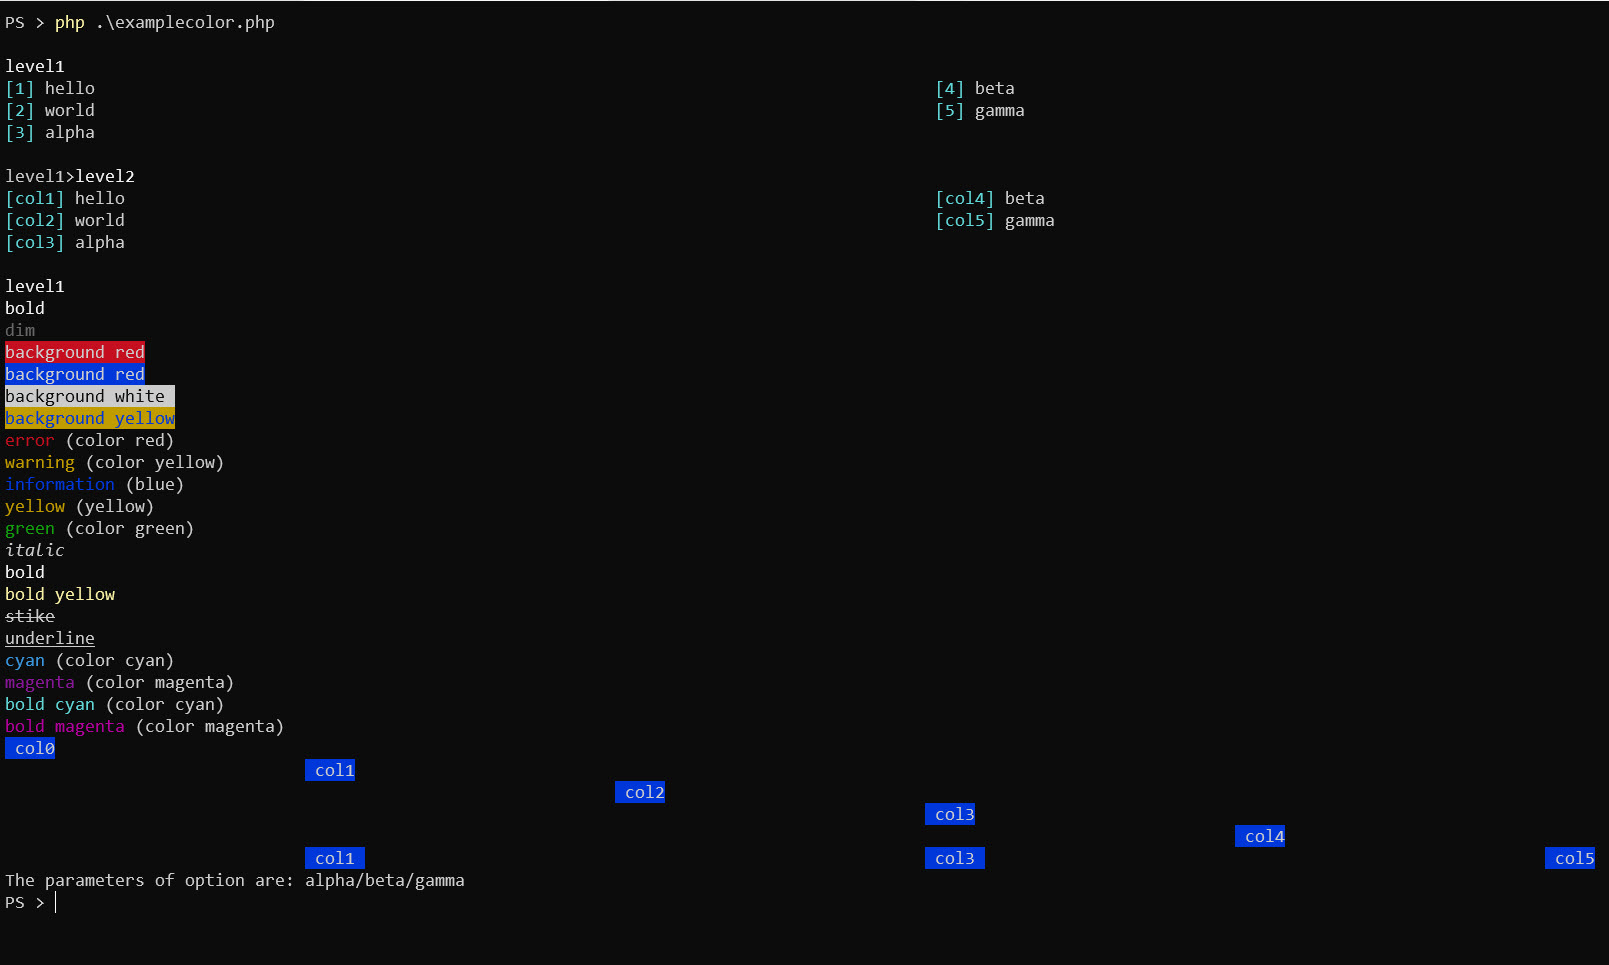 PS > php .\examplecolor.php
level1
[1] hello [4] beta
[2] world [5] gamma
[3] alpha
level1>level2
[col1] hello [col4] beta
[col2] world [col5] gamma
[col3] alpha
level1
bold
dim
background red
background red
background white
background yellow
error (color red)
warning (color yellow)
information (blue)
yellow (yellow)
green (color green)
italic
bold
bold yellow
stike
underline
cyan (color cyan)
magenta (color magenta)
bold cyan (color cyan)
bold magenta (color magenta)
col0
col1
col2
col3
col4
col1 col3 col5
The parameters of option are: alpha/beta/gamma
PS >